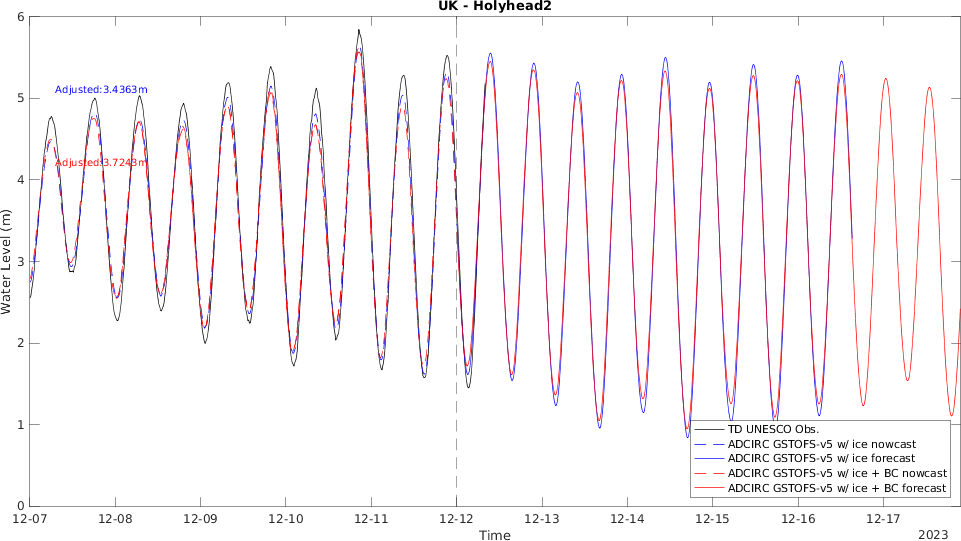 UK - Holyhead2
6
5
4
3
2
1
0
Water Level (m)
Adjusted:3.4363m
Adjusted:3.7243m
TD UNESCO Obs.
ADCIRC GSTOFS-v5 w/ ice nowcast
ADCIRC GSTOFS-v5 w/ ice forecast
ADCIRC GSTOFS-v5 w/ ice + BC nowcast
ADCIRC GSTOFS-v5 w/ ice + BC forecast
12-07 12-08 12-09 12-10 12-11 12-12 12-13 12-14 12-15 12-16 12-17
Time
2023